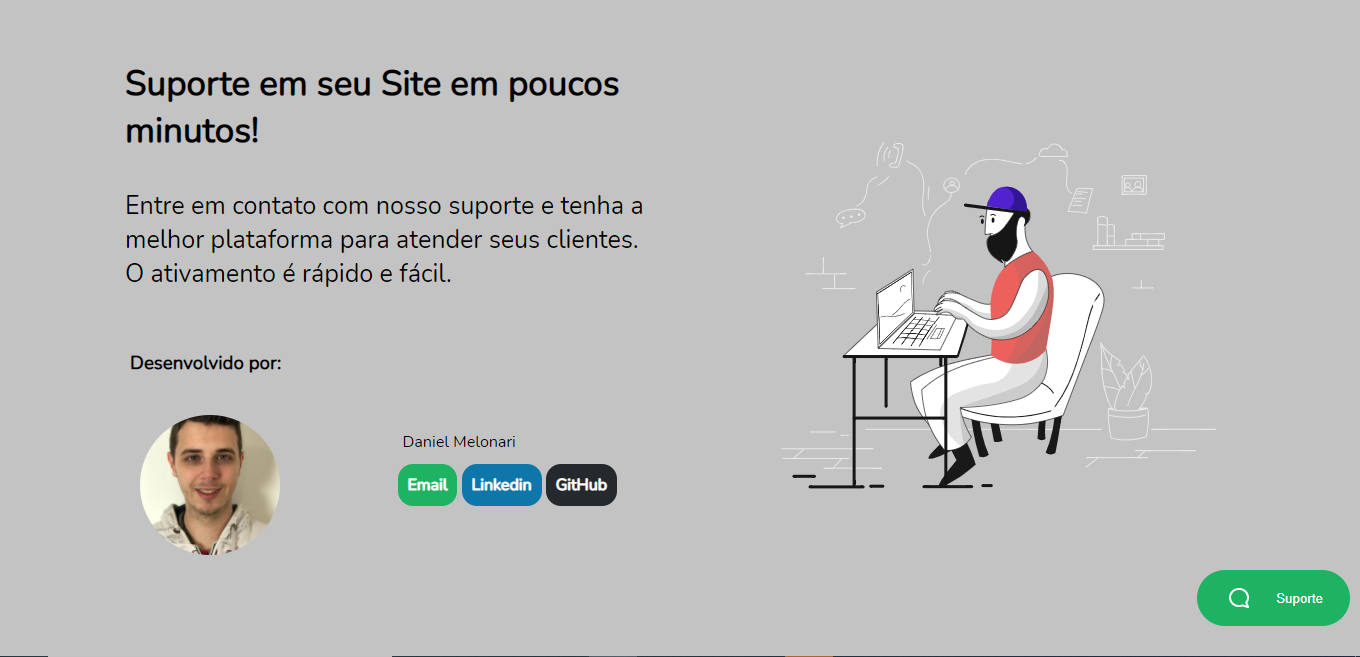 Suporte em seu Site em poucos
minutos!
Entre em contato com nosso suporte e tenha a
melhor plataforma para atender seus clientes.
O ativamento é rápido e fácil.
Desenvolvido por:
Daniel Melonari
Email Linkedin GitHub
Suporte